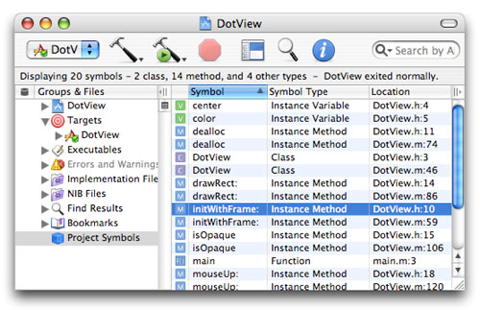 DotView
DotV
Search by A
Displaying 20 symbols – 2 class, 14 method, and 4 other types – DotView exited normally.
Groups & Files
Symbol Symbol Type Location
DotView
Targets
DotView
Executables
Errors and Warnings
Implementation File
NIB Files
Find Results
Bookmarks
Project Symbols
V center Instance Variable DotView.h:4
V color Instance Variable DotView.h:5
M dealloc Instance Method DotView.h:11
M dealloc Instance Method DotView.m:74
C DotView Class DotView.h:3
C DotView Class DotView.m:46
M drawRect: Instance Method DotView.h:14
M drawRect: Instance Method DotView.m:86
M initWithFrame: Instance Method DotView.h:10
M initWithFrame: Instance Method DotView.m:59
M isOpaque Instance Method DotView.h:15
M isOpaque Instance Method DotView.m:106
main Function main.m:3
M mouseUp: Instance Method DotView.h:18
M mouseUp: Instance Method DotView.m:120